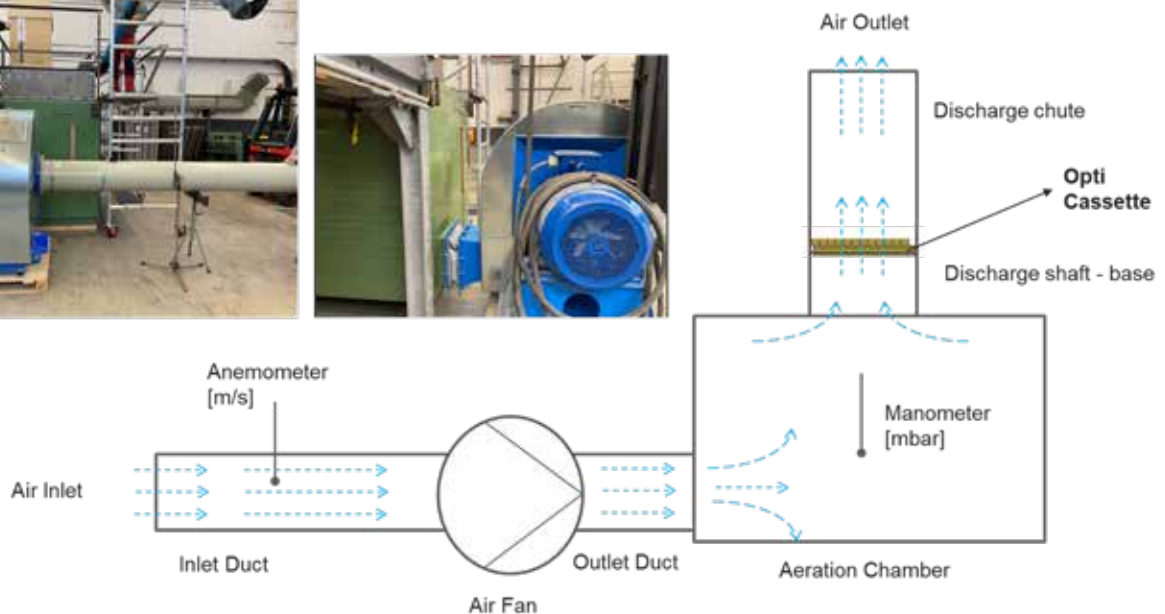 Air Outlet
Discharge chute
Opti
Cassette
Discharge shaft - base
Anemometer
[m/s]
Manometer
[mbar]
Air Inlet
Inlet Duct
Outlet Duct
Aeration Chamber
Air Fan